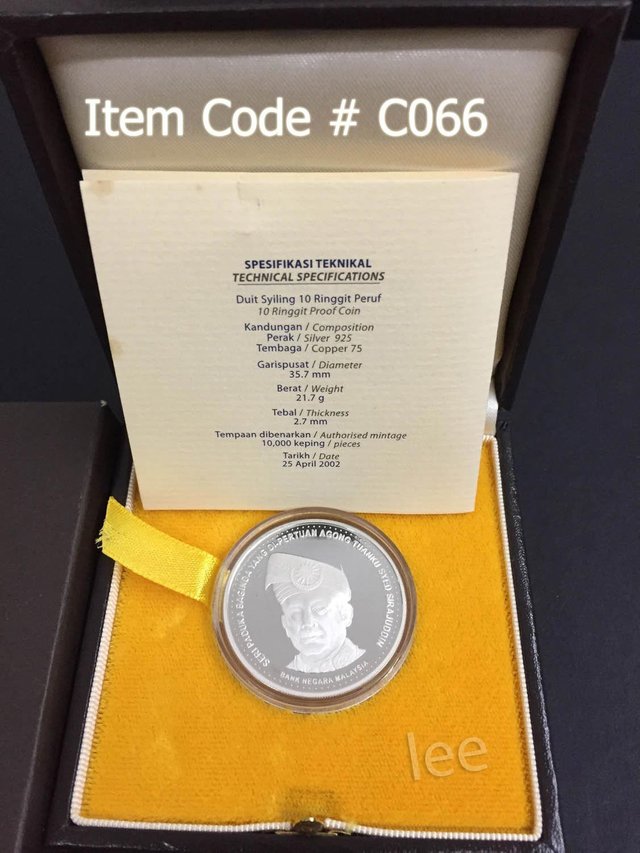 Item Code # C066
SPESIFIKASI TEKNIKAL
TECHNICAL SPECIFICATIONS
Duit Syiling 10 Ringgit Peruf
10 Ringgit Proof Coin
Kandungan / Composition
Perak / Silver 925
Tembaga / Copper 75
Garispusat / Diameter
35.7 mm
Berat / Weight
21.7 g
Tebal / Thickness
2.7 mm
Tempaan dibenarkan / Authorised mintage
10,000 keping / pieces
Tarikh / Date
25 April 2002
SERI PADUKA BAGINDA YANG DI-PERTUAN AGONG TUANKU SYED SIRAJUDDIN
BANK NEGARA MALAYSIA
lee